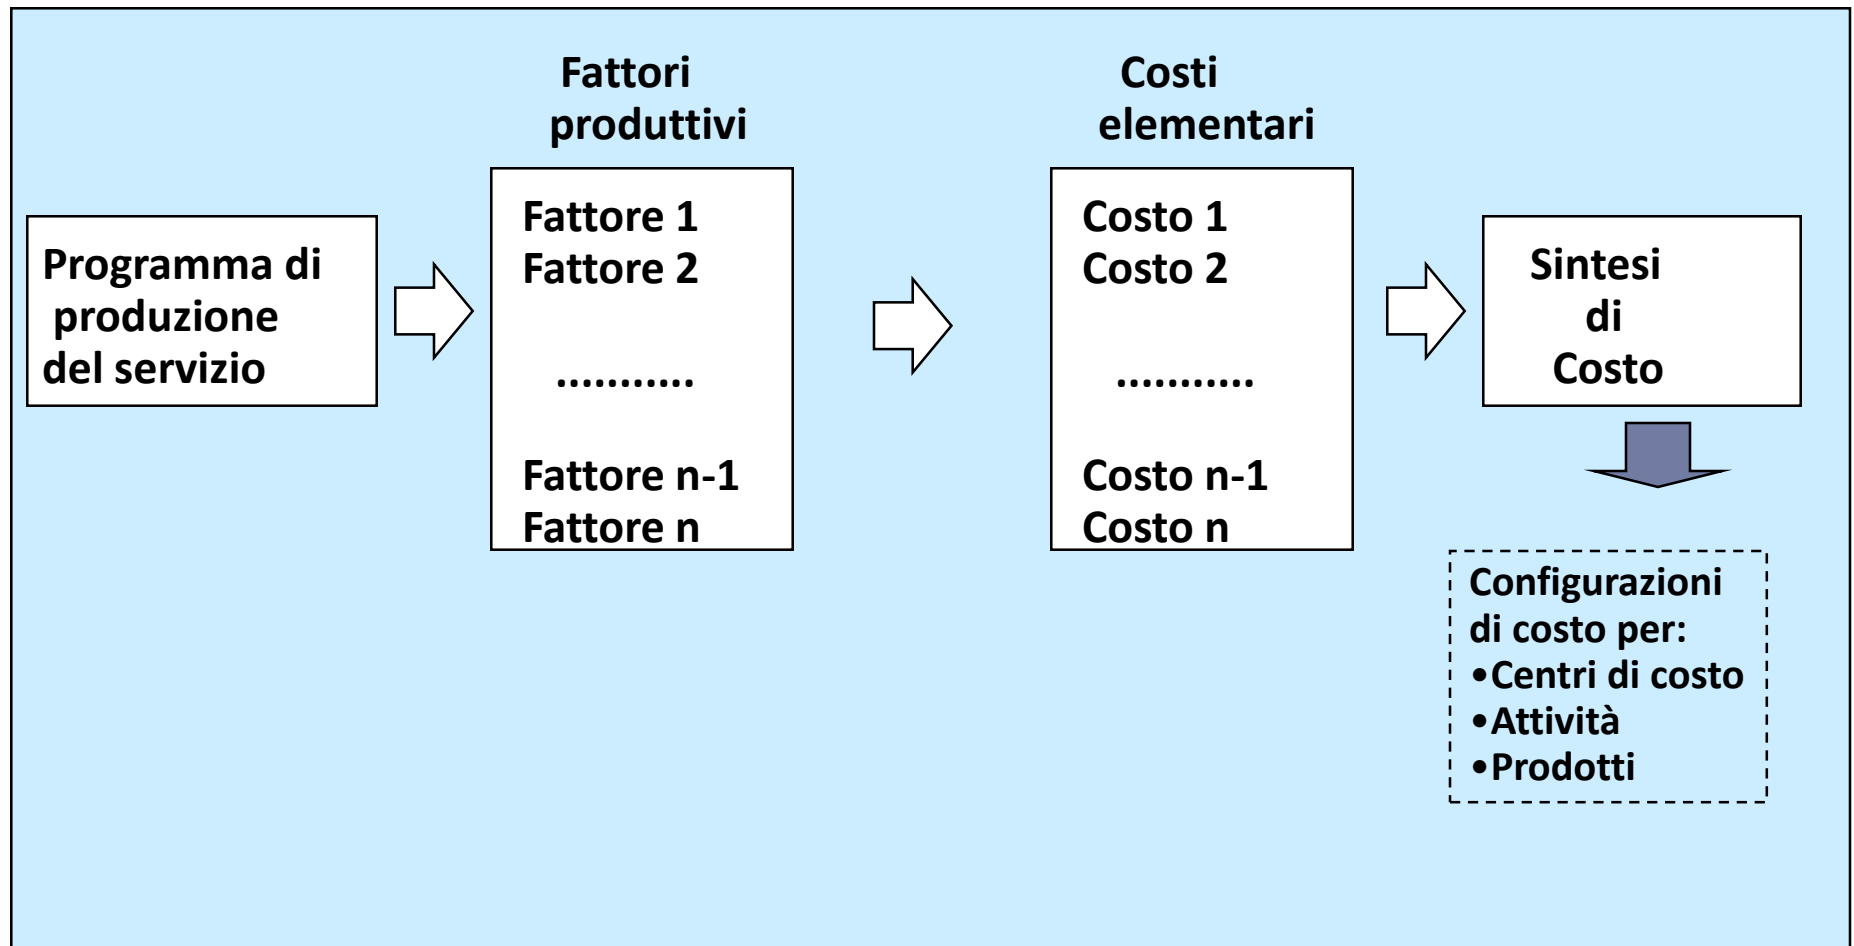 Fattori
produttivi
Costi
elementari
Programma di
produzione
del servizio
Fattore 1
Fattore 2
...........
Fattore n-1
Fattore n
Costo 1
Costo 2
...........
Costo n-1
Costo n
Sintesi
di
Costo
Configurazioni
di costo per:
•Centri di costo
•Attività
•Prodotti